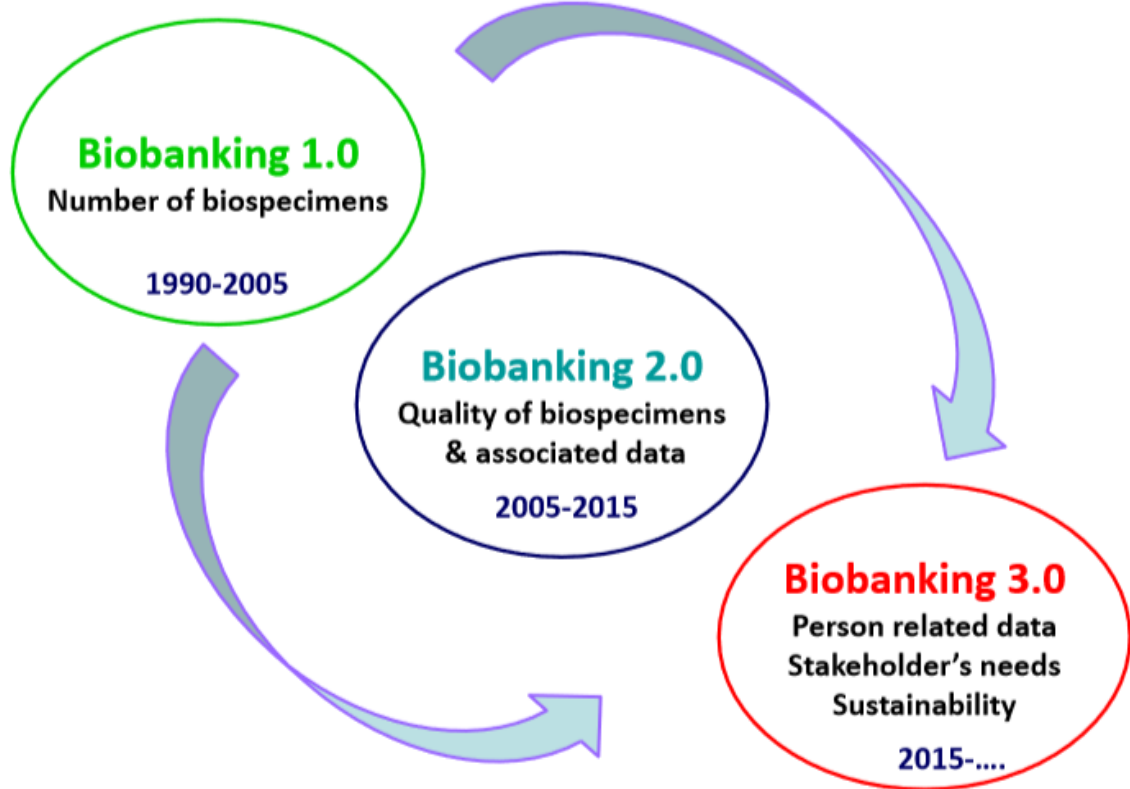 Biobanking 1.0
Number of biospecimens
1990-2005
Biobanking 2.0
Quality of biospecimens
& associated data
2005-2015
Biobanking 3.0
Person related data
Stakeholder’s needs
Sustainability
2015-....